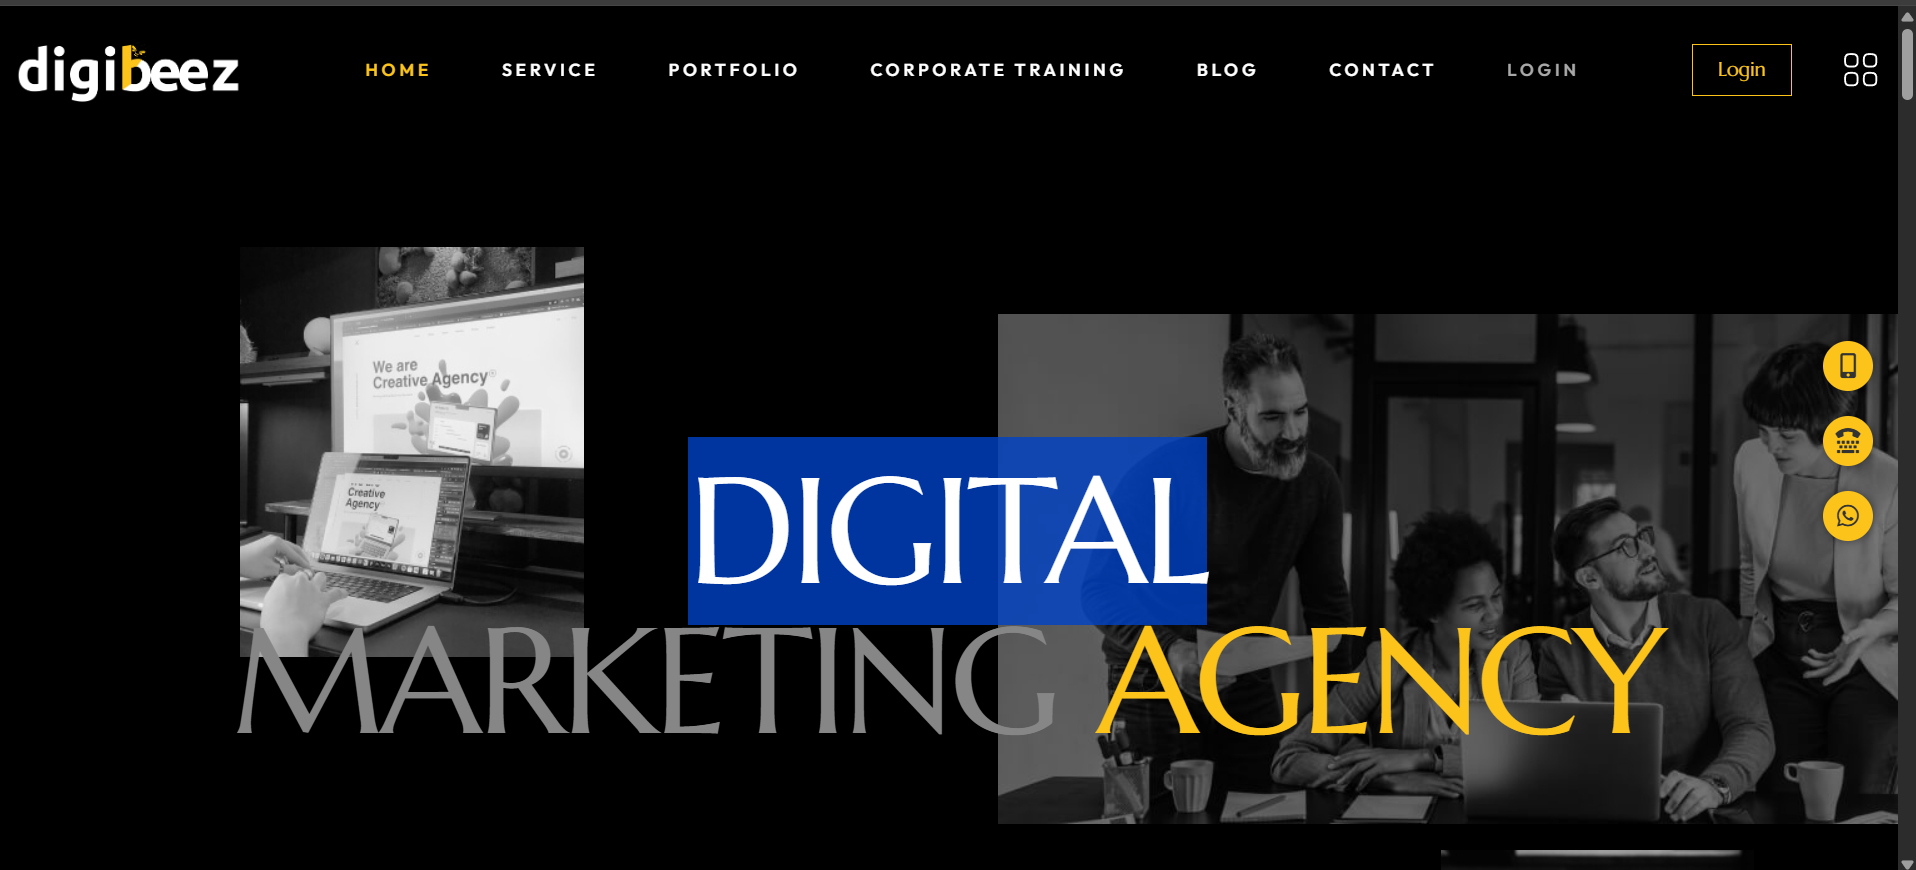 digibeez
HOME SERVICE PORTFOLIO CORPORATE TRAINING BLOG CONTACT LOGIN Login
We are
Creative Agency
Creative
Agency
DIGITAL
MARKETING AGENCY